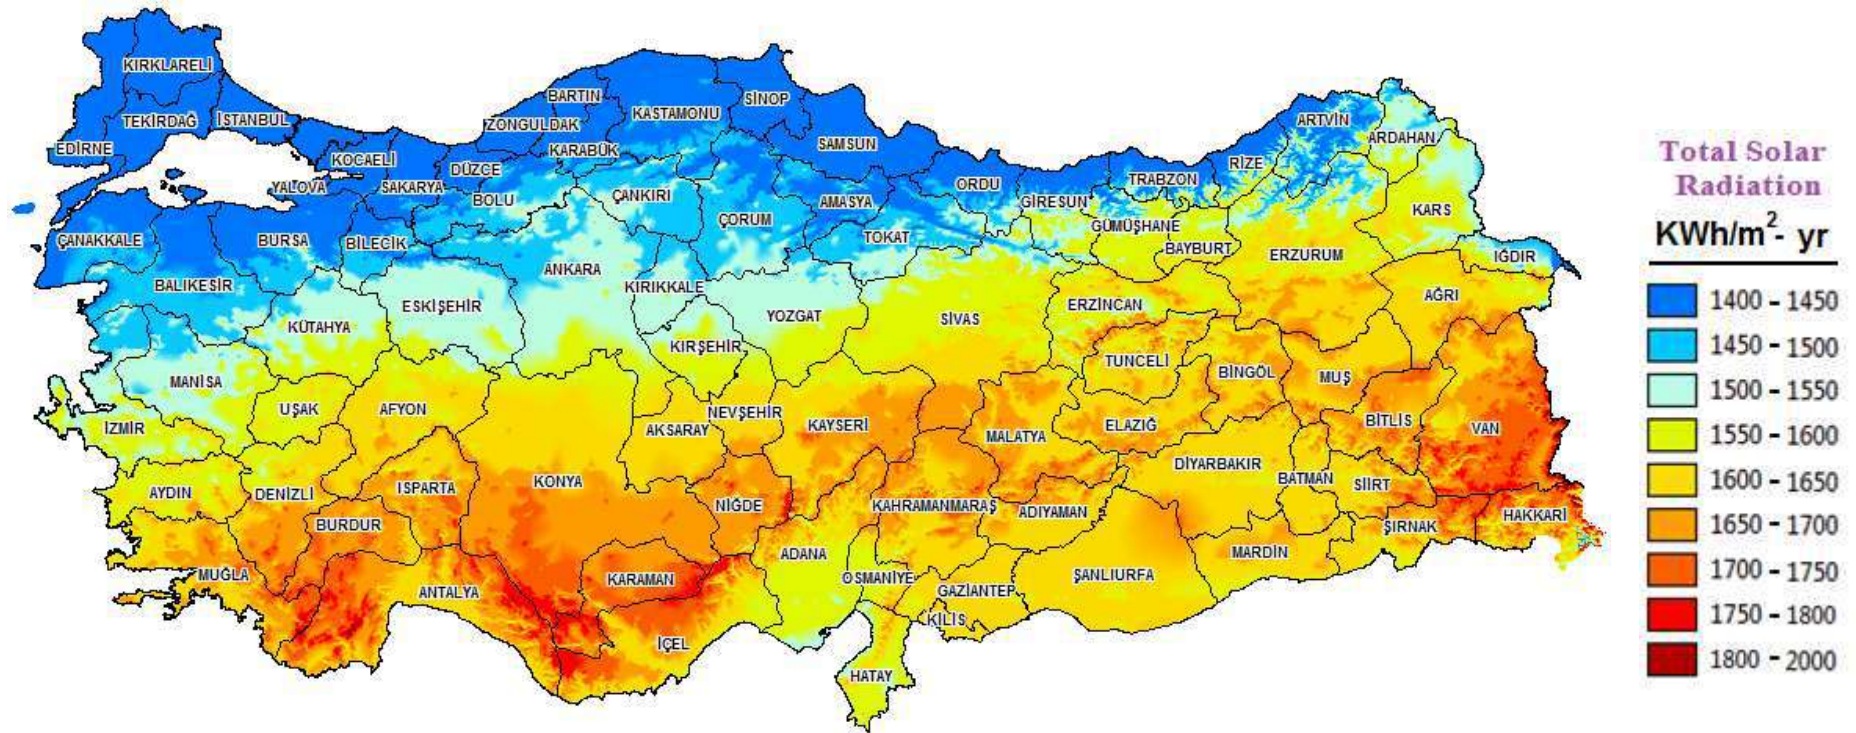 KIRKLARELİ
TEKİRDAĞ
İSTANBUL
EDİRNE
KOCAELİ
YALOVA
SAKARYA
DÜZCE
ZONGULDAK
BARTIN
KARABÜK
KASTAMONU
SİNOP
SAMSUN
BOLU
ÇANKIRI
ÇORUM
AMASYA
TOKAT
ORDU
GİRESUN
TRABZON
RİZE
ARTVİN
ARDAHAN
KARS
GÜMÜŞHANE
BAYBURT
ERZURUM
IĞDIR
AĞRI
ÇANAKKALE
BURSA
BİLECİK
BALIKESİR
KÜTAHYA
ESKİŞEHİR
ANKARA
KIRIKKALE
YOZGAT
KIRŞEHİR
SİVAS
ERZİNCAN
TUNCELİ
BİNGÖL
MUŞ
BİTLİS
VAN
MANİSA
UŞAK
AFYON
İZMİR
AKSARAY
NEVŞEHİR
KAYSERİ
MALATYA
ELAZIĞ
DİYARBAKIR
BATMAN
SİİRT
ŞIRNAK
HAKKARİ
AYDIN
DENİZLİ
ISPARTA
BURDUR
KONYA
NİĞDE
KAHRAMANMARAŞ
ADIYAMAN
MARDİN
ŞANLIURFA
MUĞLA
ANTALYA
KARAMAN
İÇEL
ADANA
OSMANİYE
GAZİANTEP
KİLİS
HATAY
Total Solar
Radiation
KWh/m²- yr
1400 - 1450
1450 - 1500
1500 - 1550
1550 - 1600
1600 - 1650
1650 - 1700
1700 - 1750
1750 - 1800
1800 - 2000